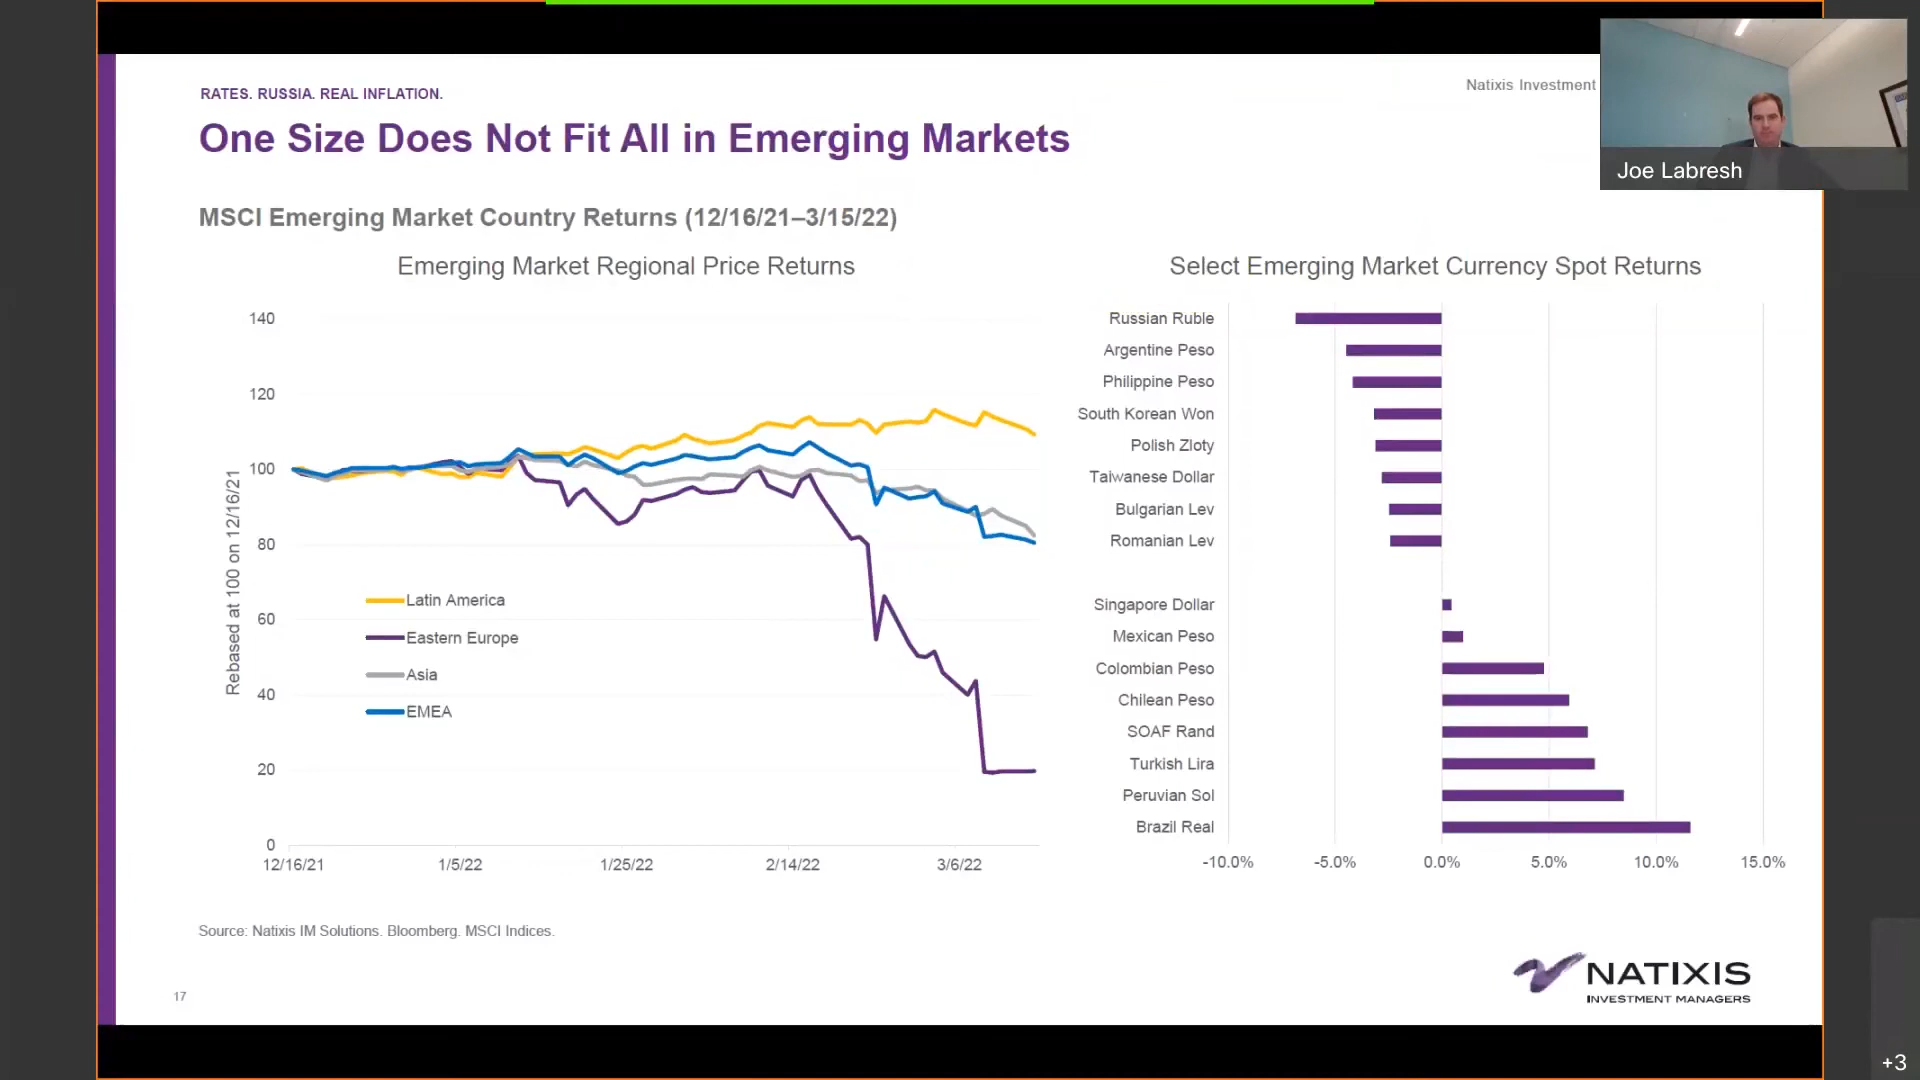 RATES. RUSSIA. REAL INFLATION.
Natixis Investment
One Size Does Not Fit All in Emerging Markets
Joe Labresh
MSCI Emerging Market Country Returns (12/16/21–3/15/22)
Emerging Market Regional Price Returns
Rebased at 100 on 12/16/21
140
120
100
80
60
40
20
0
Latin America
Eastern Europe
Asia
EMEA
12/16/21 1/5/22 1/25/22 2/14/22 3/6/22
Select Emerging Market Currency Spot Returns
Russian Ruble
Argentine Peso
Philippine Peso
South Korean Won
Polish Zloty
Taiwanese Dollar
Bulgarian Lev
Romanian Lev
Singapore Dollar
Mexican Peso
Colombian Peso
Chilean Peso
SOAF Rand
Turkish Lira
Peruvian Sol
Brazil Real
-10.0% -5.0% 0.0% 5.0% 10.0% 15.0%
Source: Natixis IM Solutions. Bloomberg. MSCI Indices.
17
NATIXIS
INVESTMENT MANAGERS
+3